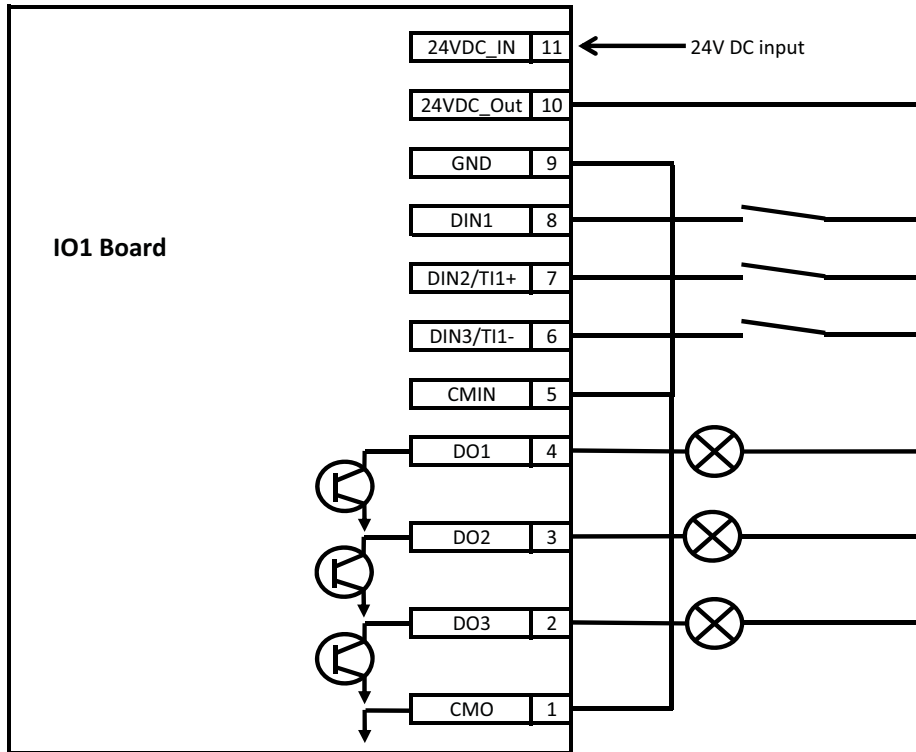 24VDC_IN 11 24V DC input
24VDC_Out 10
GND 9
DIN1 8
IO1 Board
DIN2/TI1+ 7
DIN3/TI1- 6
CMIN 5
DO1 4
DO2 3
DO3 2
CMO 1